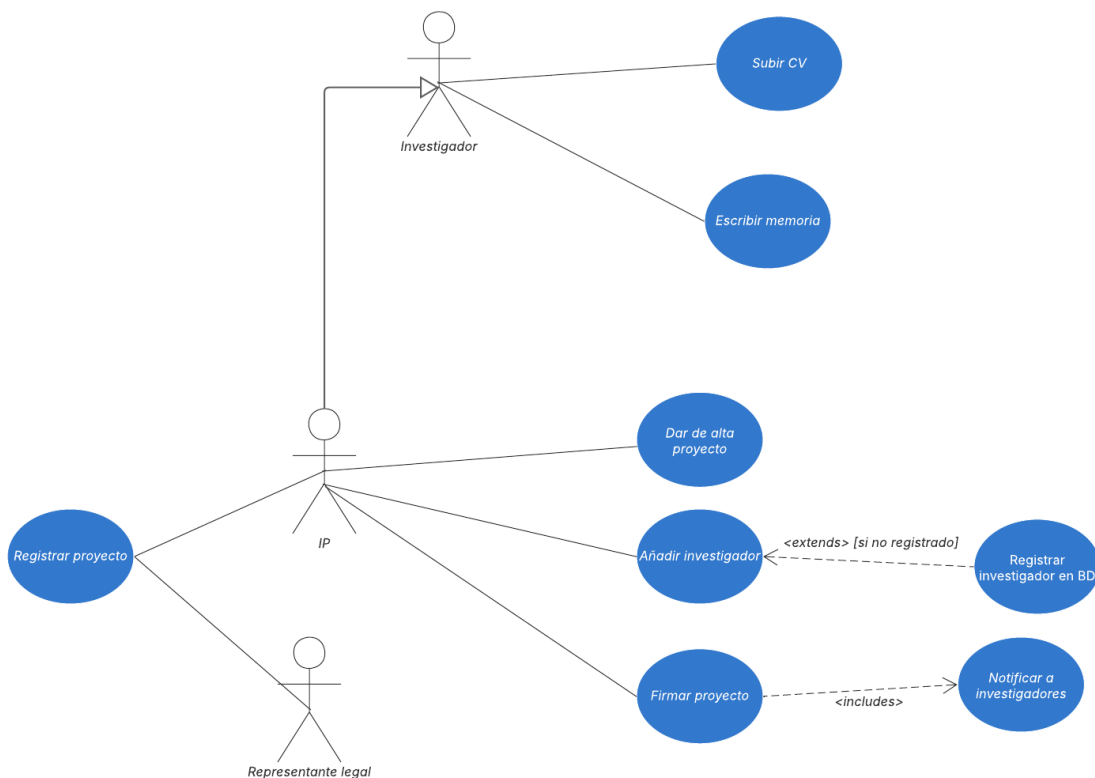 Subir CV
Investigador
Escribir memoria
Dar de alta
proyecto
IP
Registrar proyecto
Añadir investigador
<extends> [si no registrado]
Registrar
investigador en BD
Firmar proyecto
<includes>
Notificar a
investigadores
Representante legal